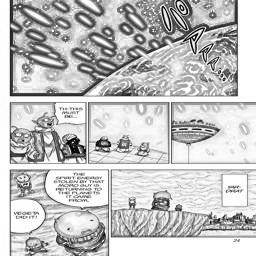 TH-THIS
MUST
BE...
THE
SPIRIT ENERGY
STOLEN BY THAT
MORO GUY IS
RETURNING TO
THE PLANETS
IT CAME
FROM.
VEGETA
DID IT!
24